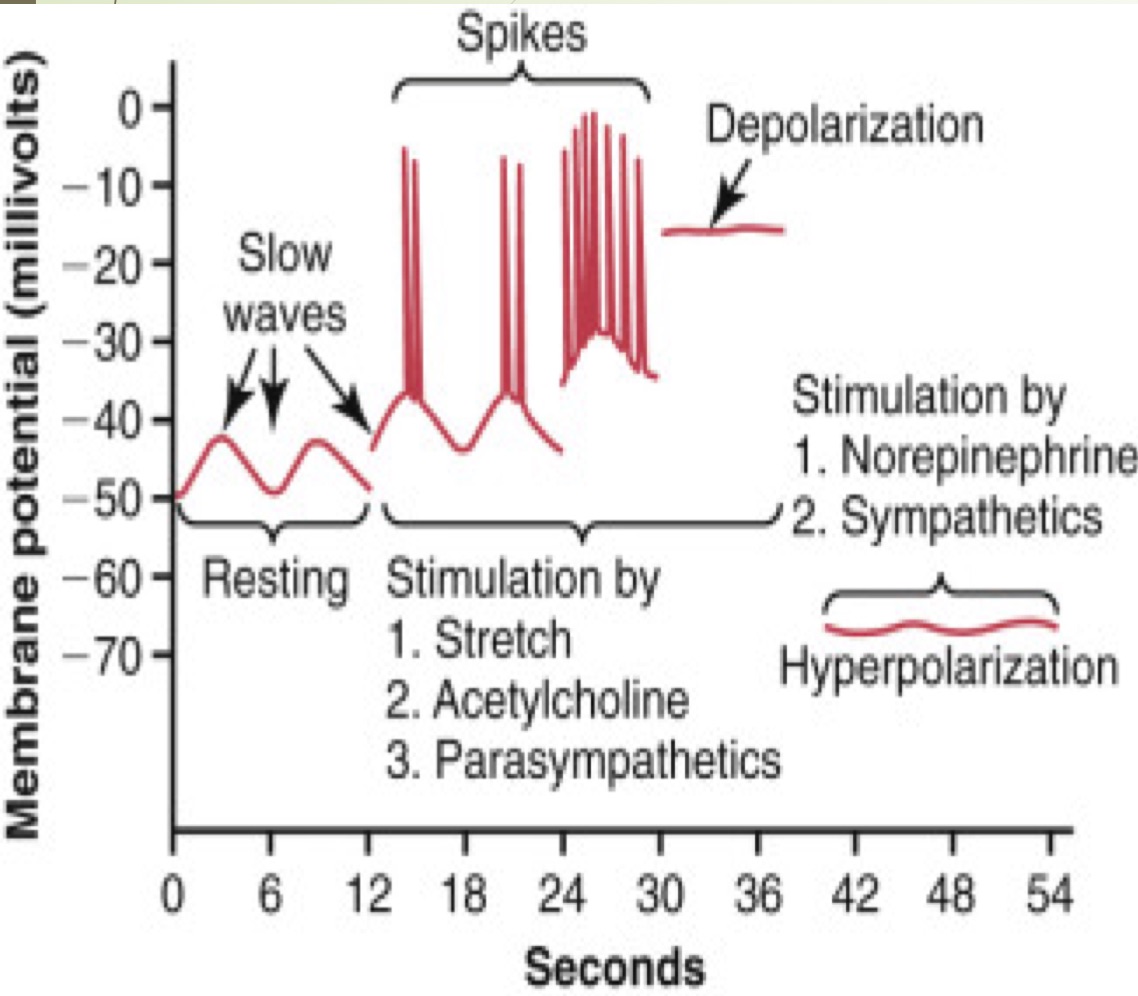 Spikes
Depolarization
Slow
waves
Membrane potential (millivolts)
0
−10
−20
−30
−40
−50
−60
−70
Resting
Stimulation by
1. Stretch
2. Acetylcholine
3. Parasympathetics
Stimulation by
1. Norepinephrine
2. Sympathetics
Hyperpolarization
0 6 12 18 24 30 36 42 48 54
Seconds